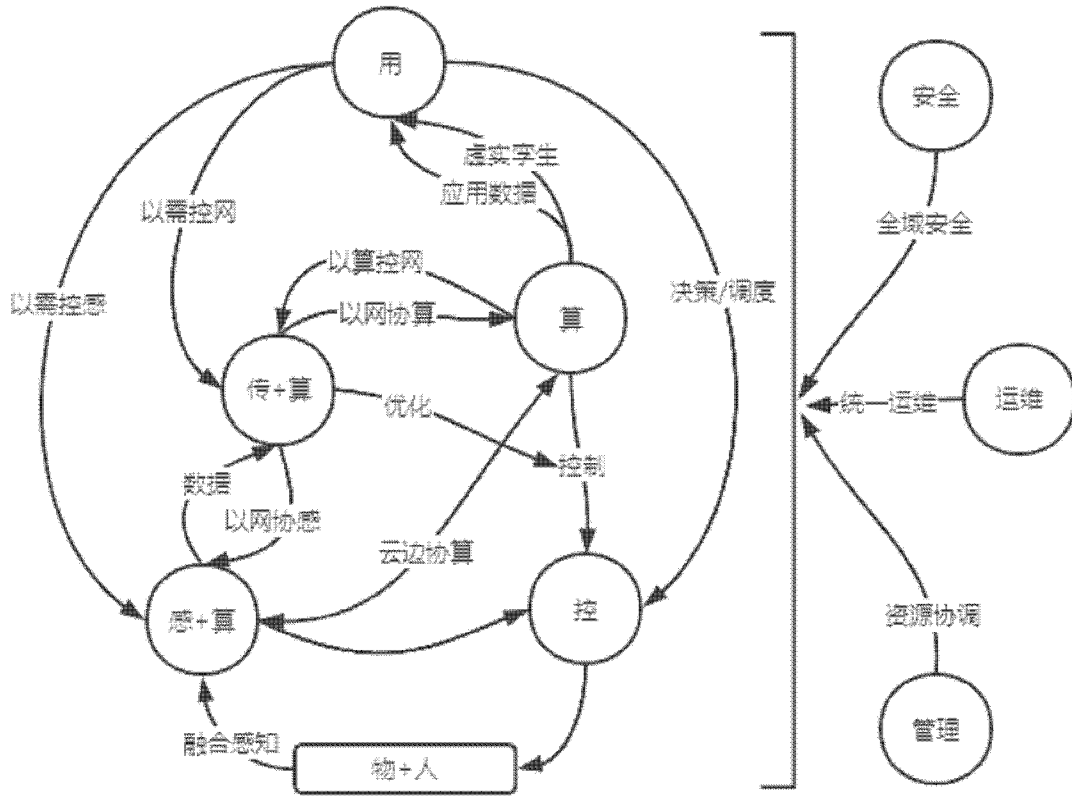 用
安全
虚实孪生
应用数据
以需控网
全域安全
以算控网
以需控感
决策/调度
以网协算
算
传+算
优化
统一运维
运维
控制
数据
以网协感
云边协算
感+算
控
资源协调
融合感知
物+人
管理